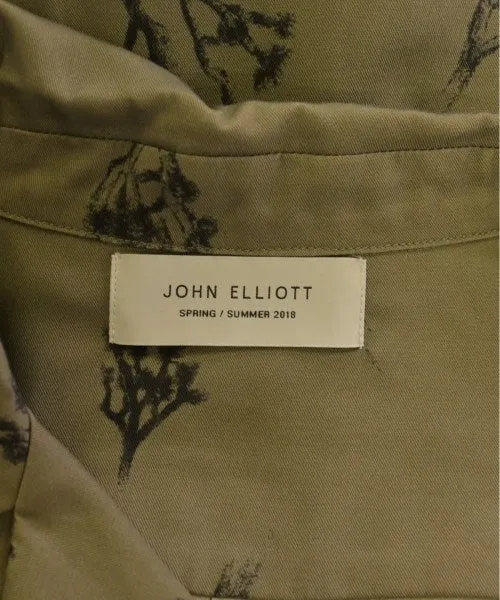 JOHN ELLIOTT
SPRING / SUMMER 2018